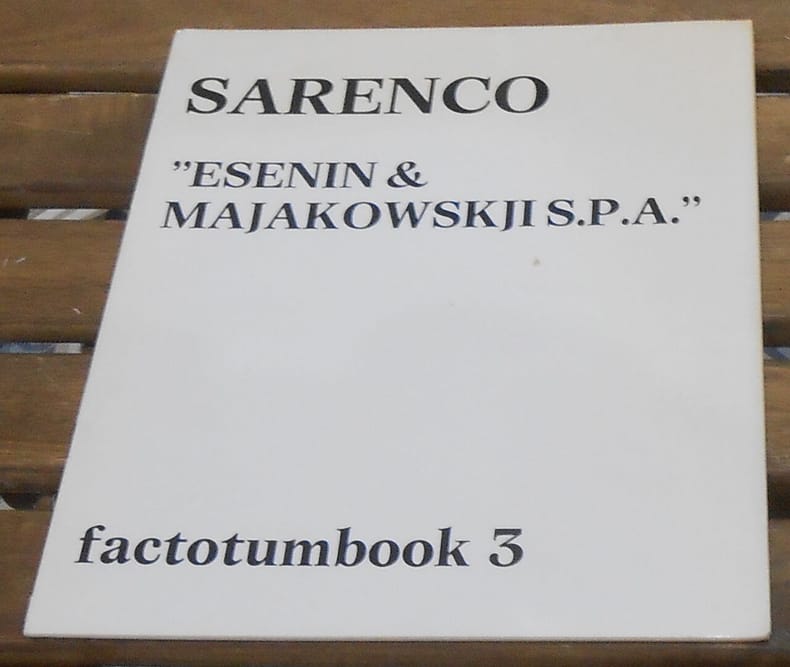 SARENCO
”ESENIN &
MAJAKOWSKJI S.P.A.”
factotumbook 3